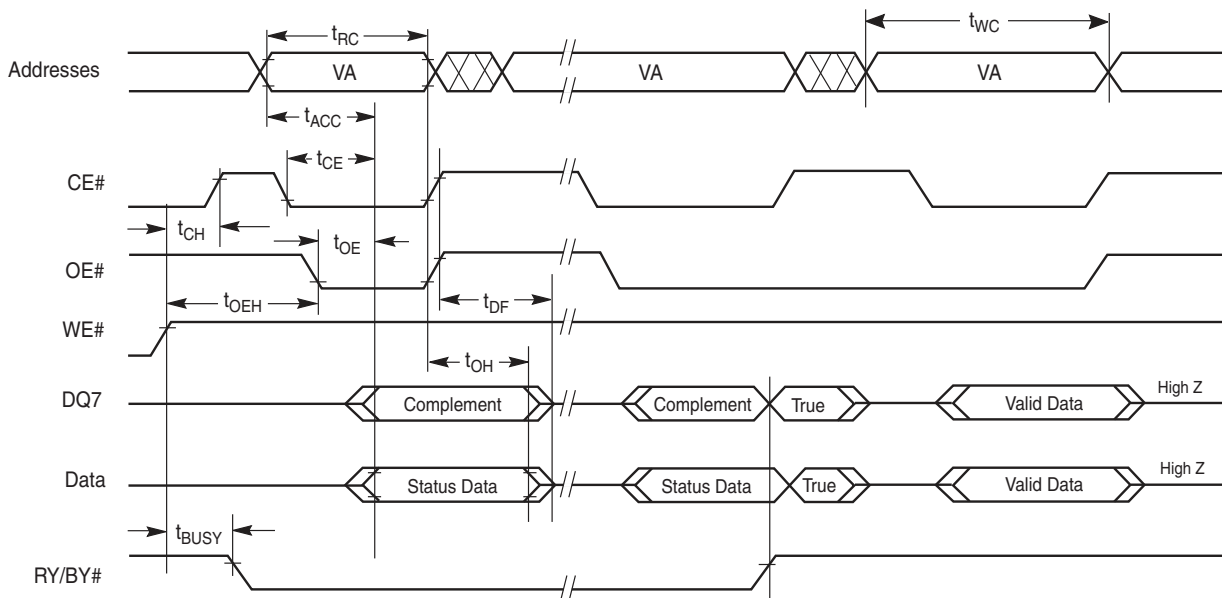 tRC
tWC
Addresses
VA
VA
VA
tACC
tCE
CE#
tCH
tOE
OE#
tOEH
tDF
WE#
tOH
DQ7
Complement
Complement
True
Valid Data
High Z
Data
Status Data
Status Data
True
Valid Data
High Z
tBUSY
RY/BY#